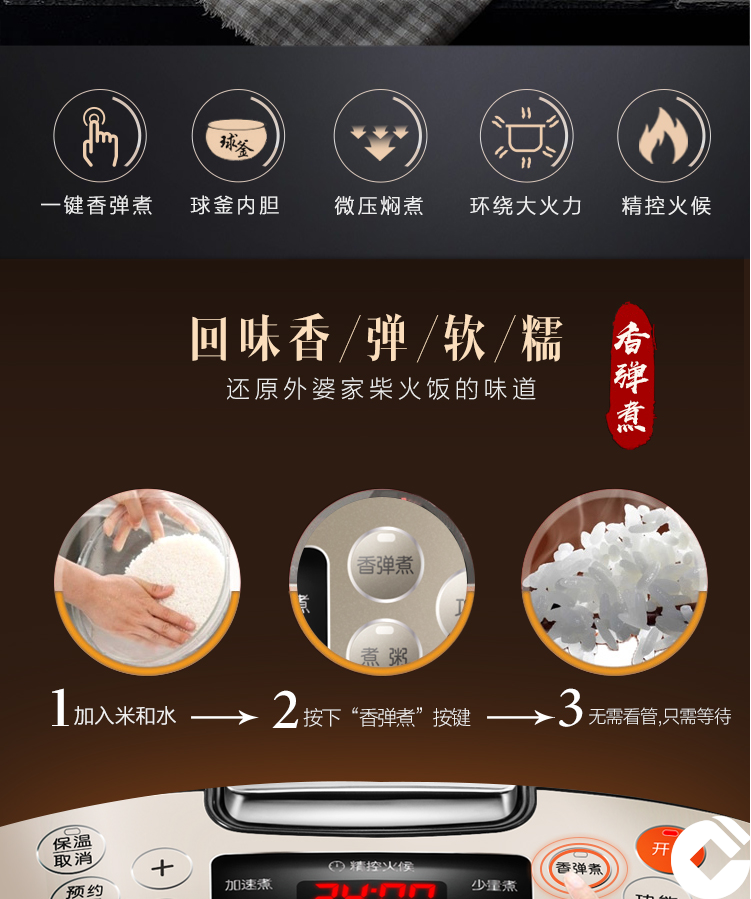 球釜
一键香弹煮 球釜内胆 微压焖煮 环绕大火力 精控火候
回味香/弹/软/糯
还原外婆家柴火饭的味道
香弹煮
香弹煮
煮粥
1加入米和水
2按下“香弹煮”按键
3无需看管,只需等待
保温
取消
+
预约
精控火候
加速煮
少量煮
香弹煮
开